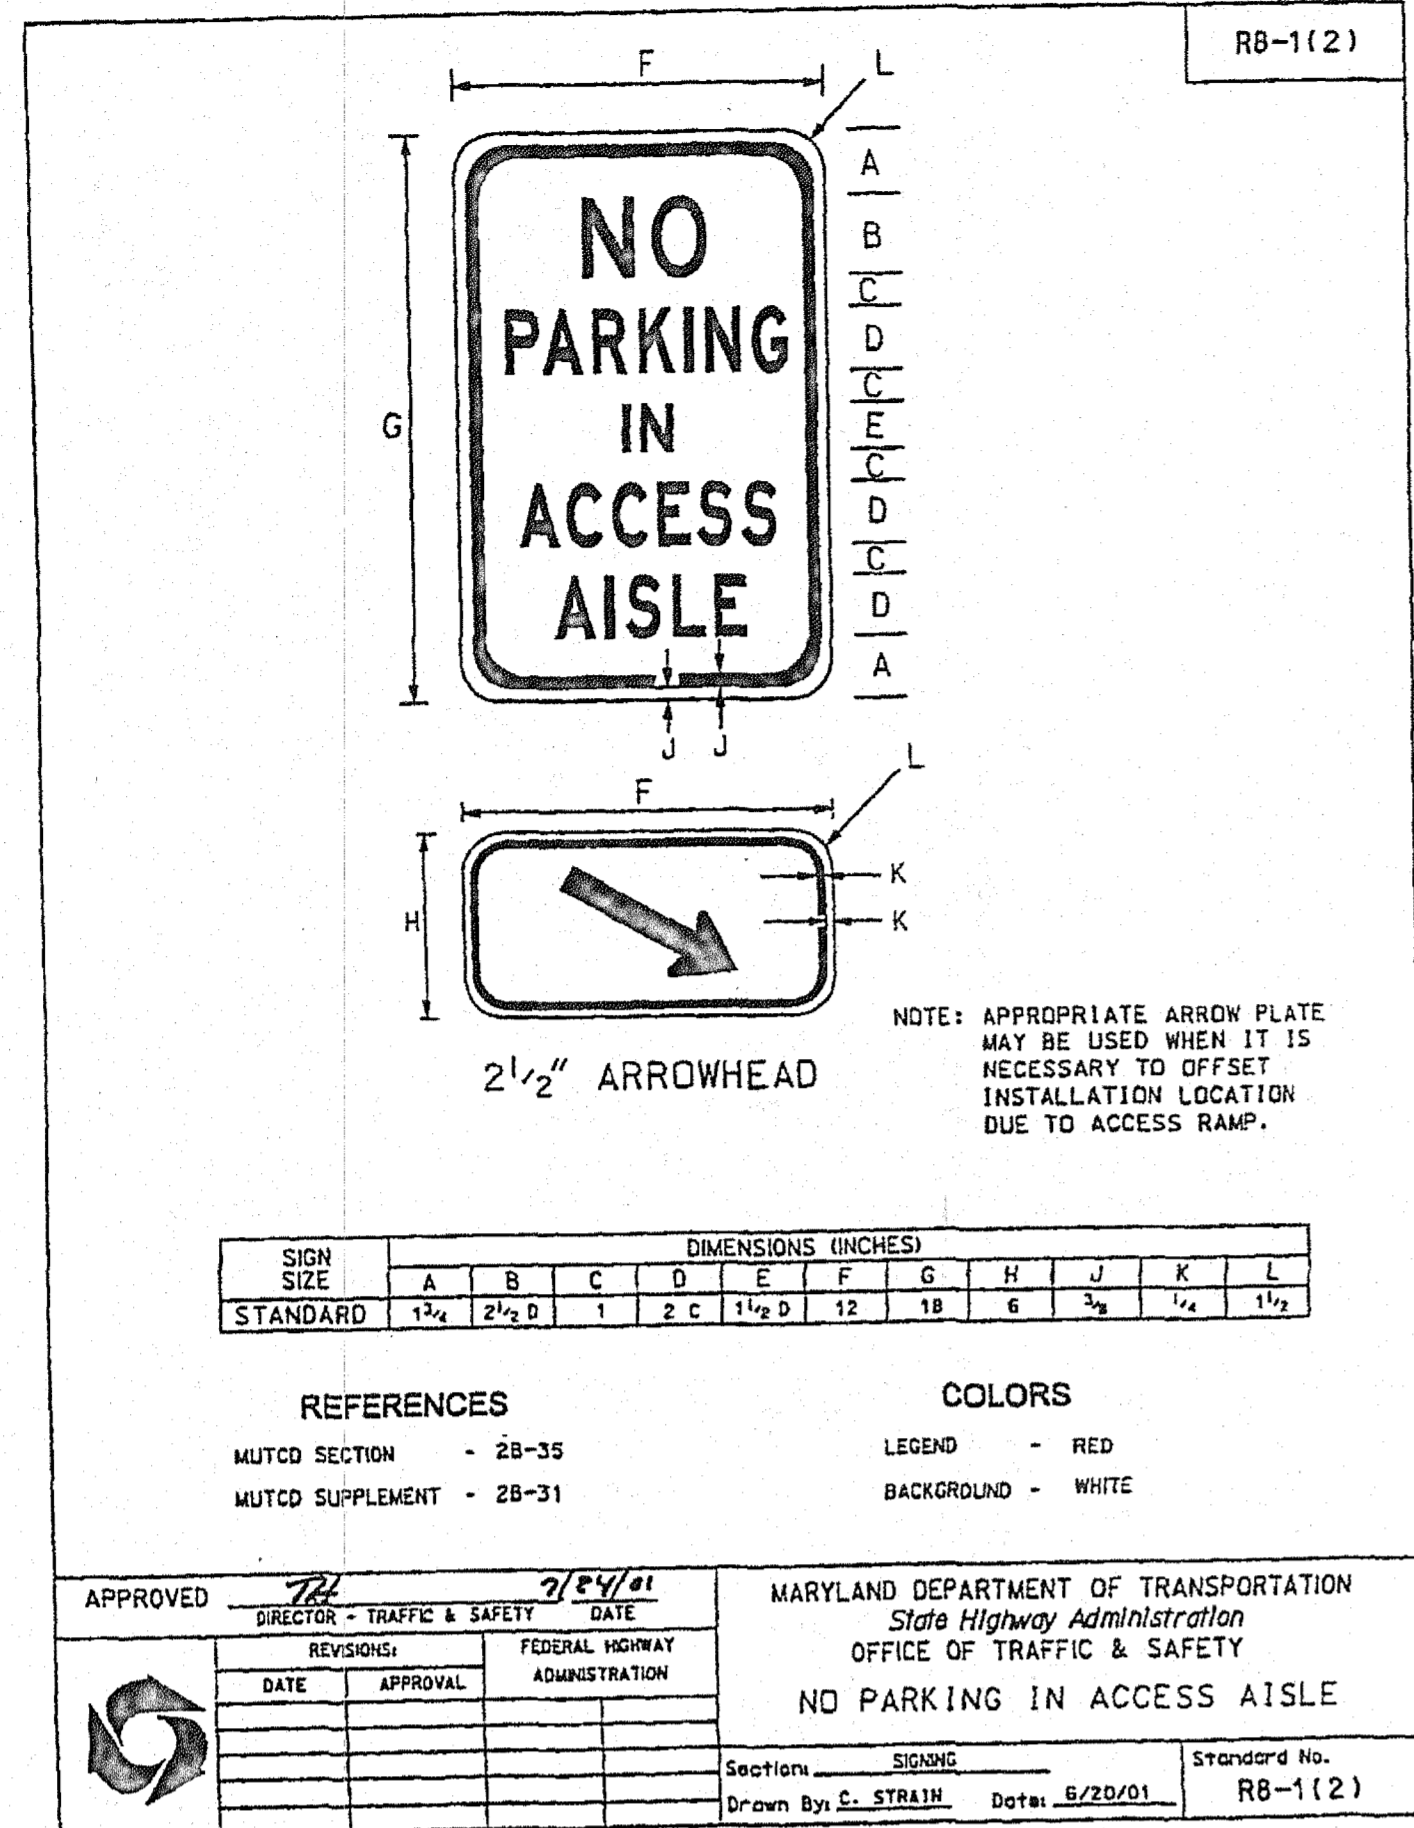 R8-1(2)
F
L
A
NO
B
C
PARKING
D
C
G
IN
E
C
ACCESS
D
C
AISLE
D
A
J J
L
F
K
H
K
2 1/2" ARROWHEAD
NOTE: APPROPRIATE ARROW PLATE
MAY BE USED WHEN IT IS
NECESSARY TO OFFSET
INSTALLATION LOCATION
DUE TO ACCESS RAMP.
SIGN SIZE DIMENSIONS (INCHES)
A B C D E F G H J K L
STANDARD 1 3/4 2 1/2 D 1 2 C 1 1/2 D 12 18 6 3/8 1/4 1 1/2
REFERENCES
MUTCD SECTION - 2B-35
MUTCD SUPPLEMENT - 2B-31
COLORS
LEGEND - RED
BACKGROUND - WHITE
APPROVED TH 7/24/01
DIRECTOR - TRAFFIC & SAFETY DATE
REVISIONS:
DATE APPROVAL
FEDERAL HIGHWAY
ADMINISTRATION
MARYLAND DEPARTMENT OF TRANSPORTATION
State Highway Administration
OFFICE OF TRAFFIC & SAFETY
NO PARKING IN ACCESS AISLE
Section: SIGNING
Drawn By: C. STRAIN Date: 6/20/01
Standard No.
R8-1(2)